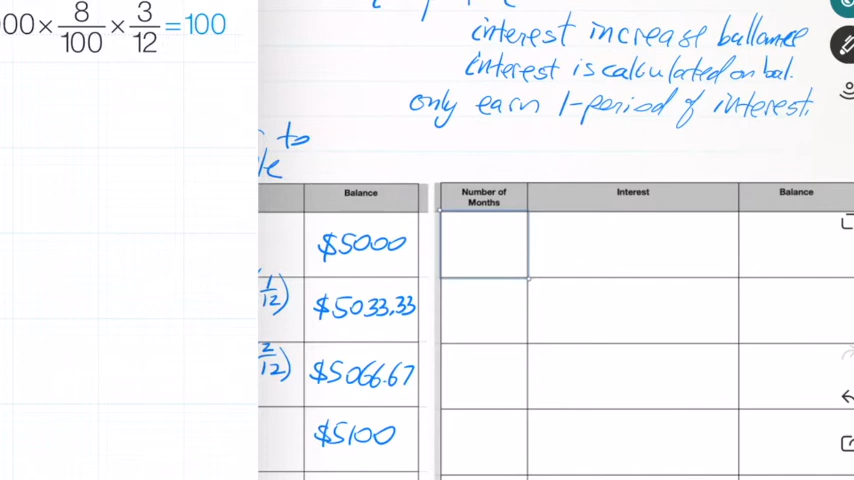 00 × 8/100 × 3/12 = 100
interest increase ballance
interest is calculated on bal.
only earn 1-period of interest.
to
Balance
Number of Months
Interest
Balance
$5000
1/12) $5033.33
2/12) $5066.67
$5100